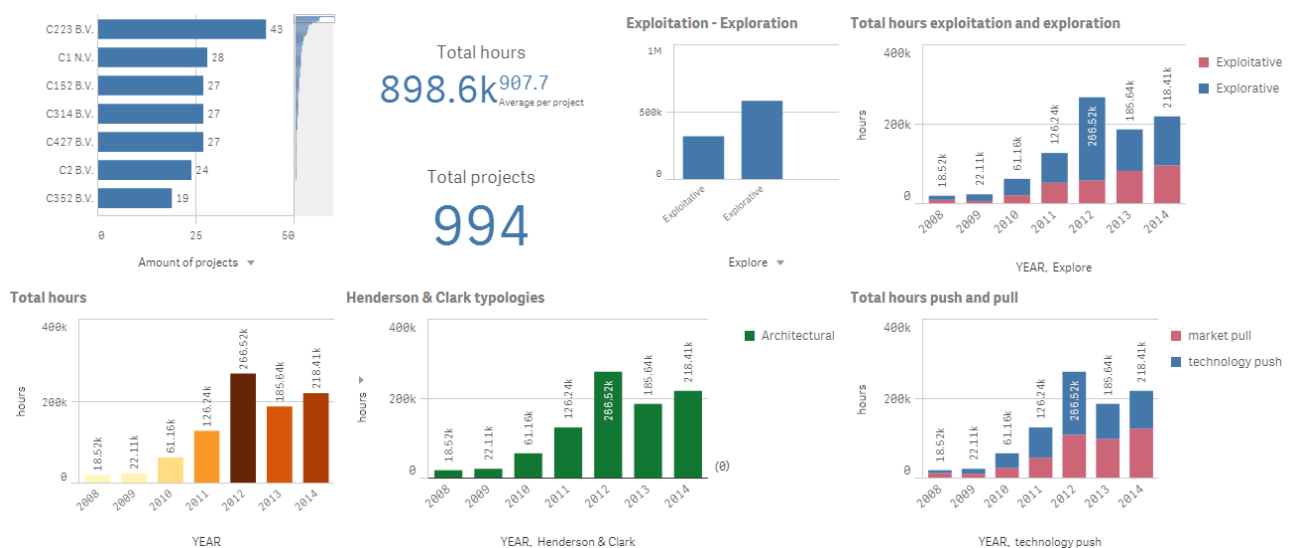 C223 B.V. 43
C1 N.V. 28
C152 B.V. 27
C314 B.V. 27
C427 B.V. 27
C2 B.V. 24
C352 B.V. 19
0 25 50
Amount of projects
Total hours
898.6k 907.7
Average per project
Total projects
994
Exploitation - Exploration
1M
500k
0
Exploitative Explorative
Explore
Total hours exploitation and exploration
400k
200k
0
hours
18.52k 22.11k 61.16k 126.24k 266.52k 185.64k 218.41k
2008 2009 2010 2011 2012 2013 2014
YEAR, Explore
Exploitative
Explorative
Total hours
400k
200k
0
hours
18.52k 22.11k 61.16k 126.24k 266.52k 185.64k 218.41k
2008 2009 2010 2011 2012 2013 2014
YEAR
Henderson & Clark typologies
400k
200k
0
hours
18.52k 22.11k 61.16k 126.24k 266.52k 185.64k 218.41k
(0)
2008 2009 2010 2011 2012 2013 2014
YEAR, Henderson & Clark
Architectural
Total hours push and pull
400k
200k
0
hours
18.52k 22.11k 61.16k 126.24k 266.52k 185.64k 218.41k
2008 2009 2010 2011 2012 2013 2014
YEAR, technology push
market pull
technology push